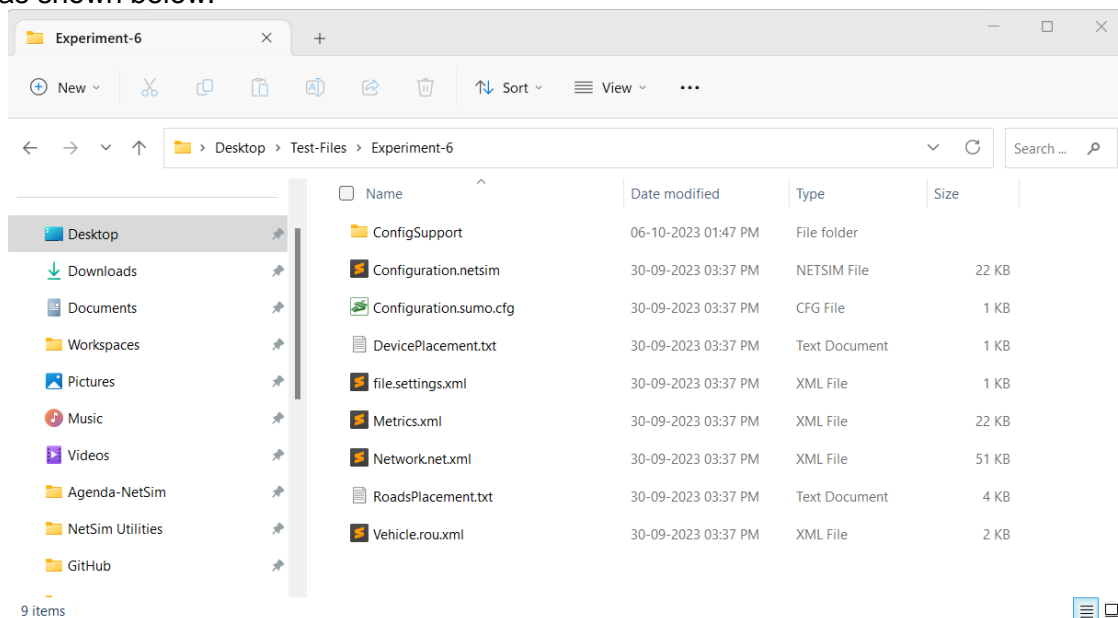 as shown below.
Experiment-6
New Sort View
Desktop > Test-Files > Experiment-6 Search ...
Name Date modified Type Size
Desktop ConfigSupport 06-10-2023 01:47 PM File folder
Downloads Configuration.netsim 30-09-2023 03:37 PM NETSIM File 22 KB
Documents Configuration.sumo.cfg 30-09-2023 03:37 PM CFG File 1 KB
Workspaces DevicePlacement.txt 30-09-2023 03:37 PM Text Document 1 KB
Pictures file.settings.xml 30-09-2023 03:37 PM XML File 1 KB
Music Metrics.xml 30-09-2023 03:37 PM XML File 22 KB
Videos Network.net.xml 30-09-2023 03:37 PM XML File 51 KB
Agenda-NetSim RoadsPlacement.txt 30-09-2023 03:37 PM Text Document 4 KB
NetSim Utilities Vehicle.rou.xml 30-09-2023 03:37 PM XML File 2 KB
GitHub
9 items